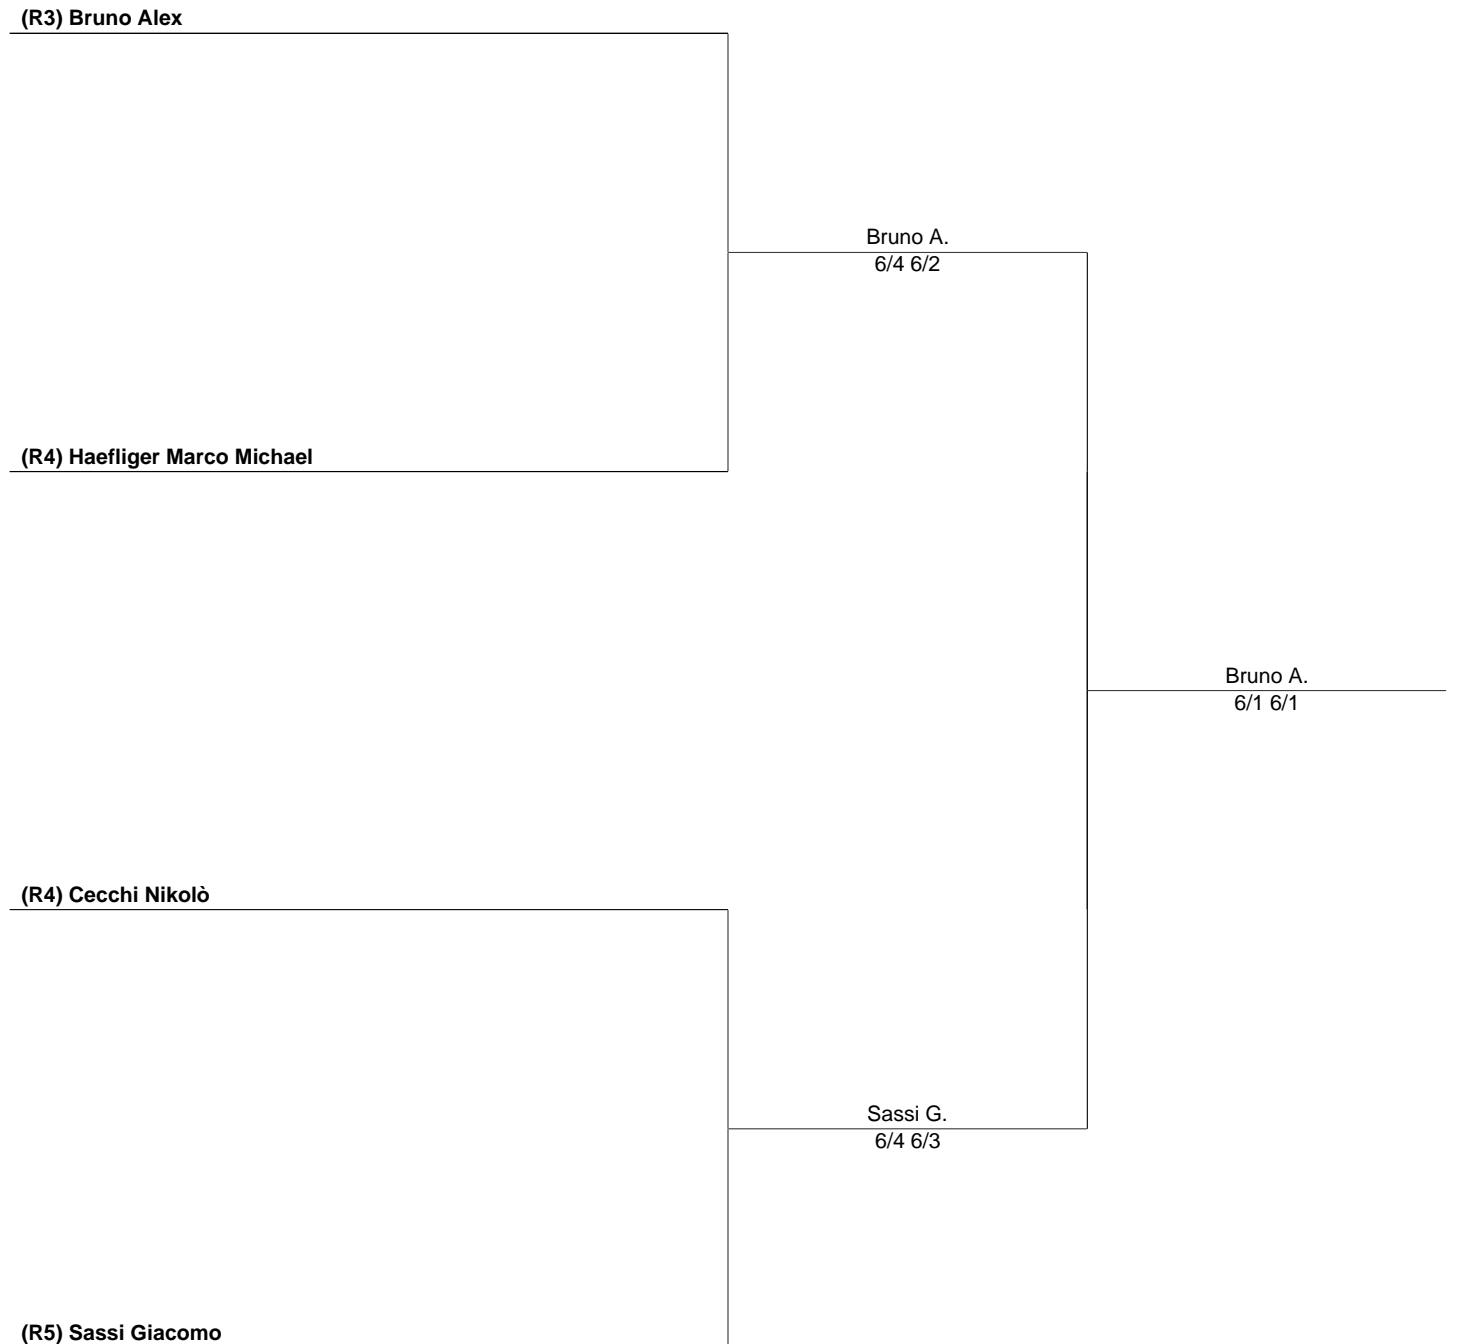 (R3) Bruno Alex
Bruno A.
6/4 6/2
(R4) Haefliger Marco Michael
Bruno A.
6/1 6/1
(R4) Cecchi Nikolò
Sassi G.
6/4 6/3
(R5) Sassi Giacomo